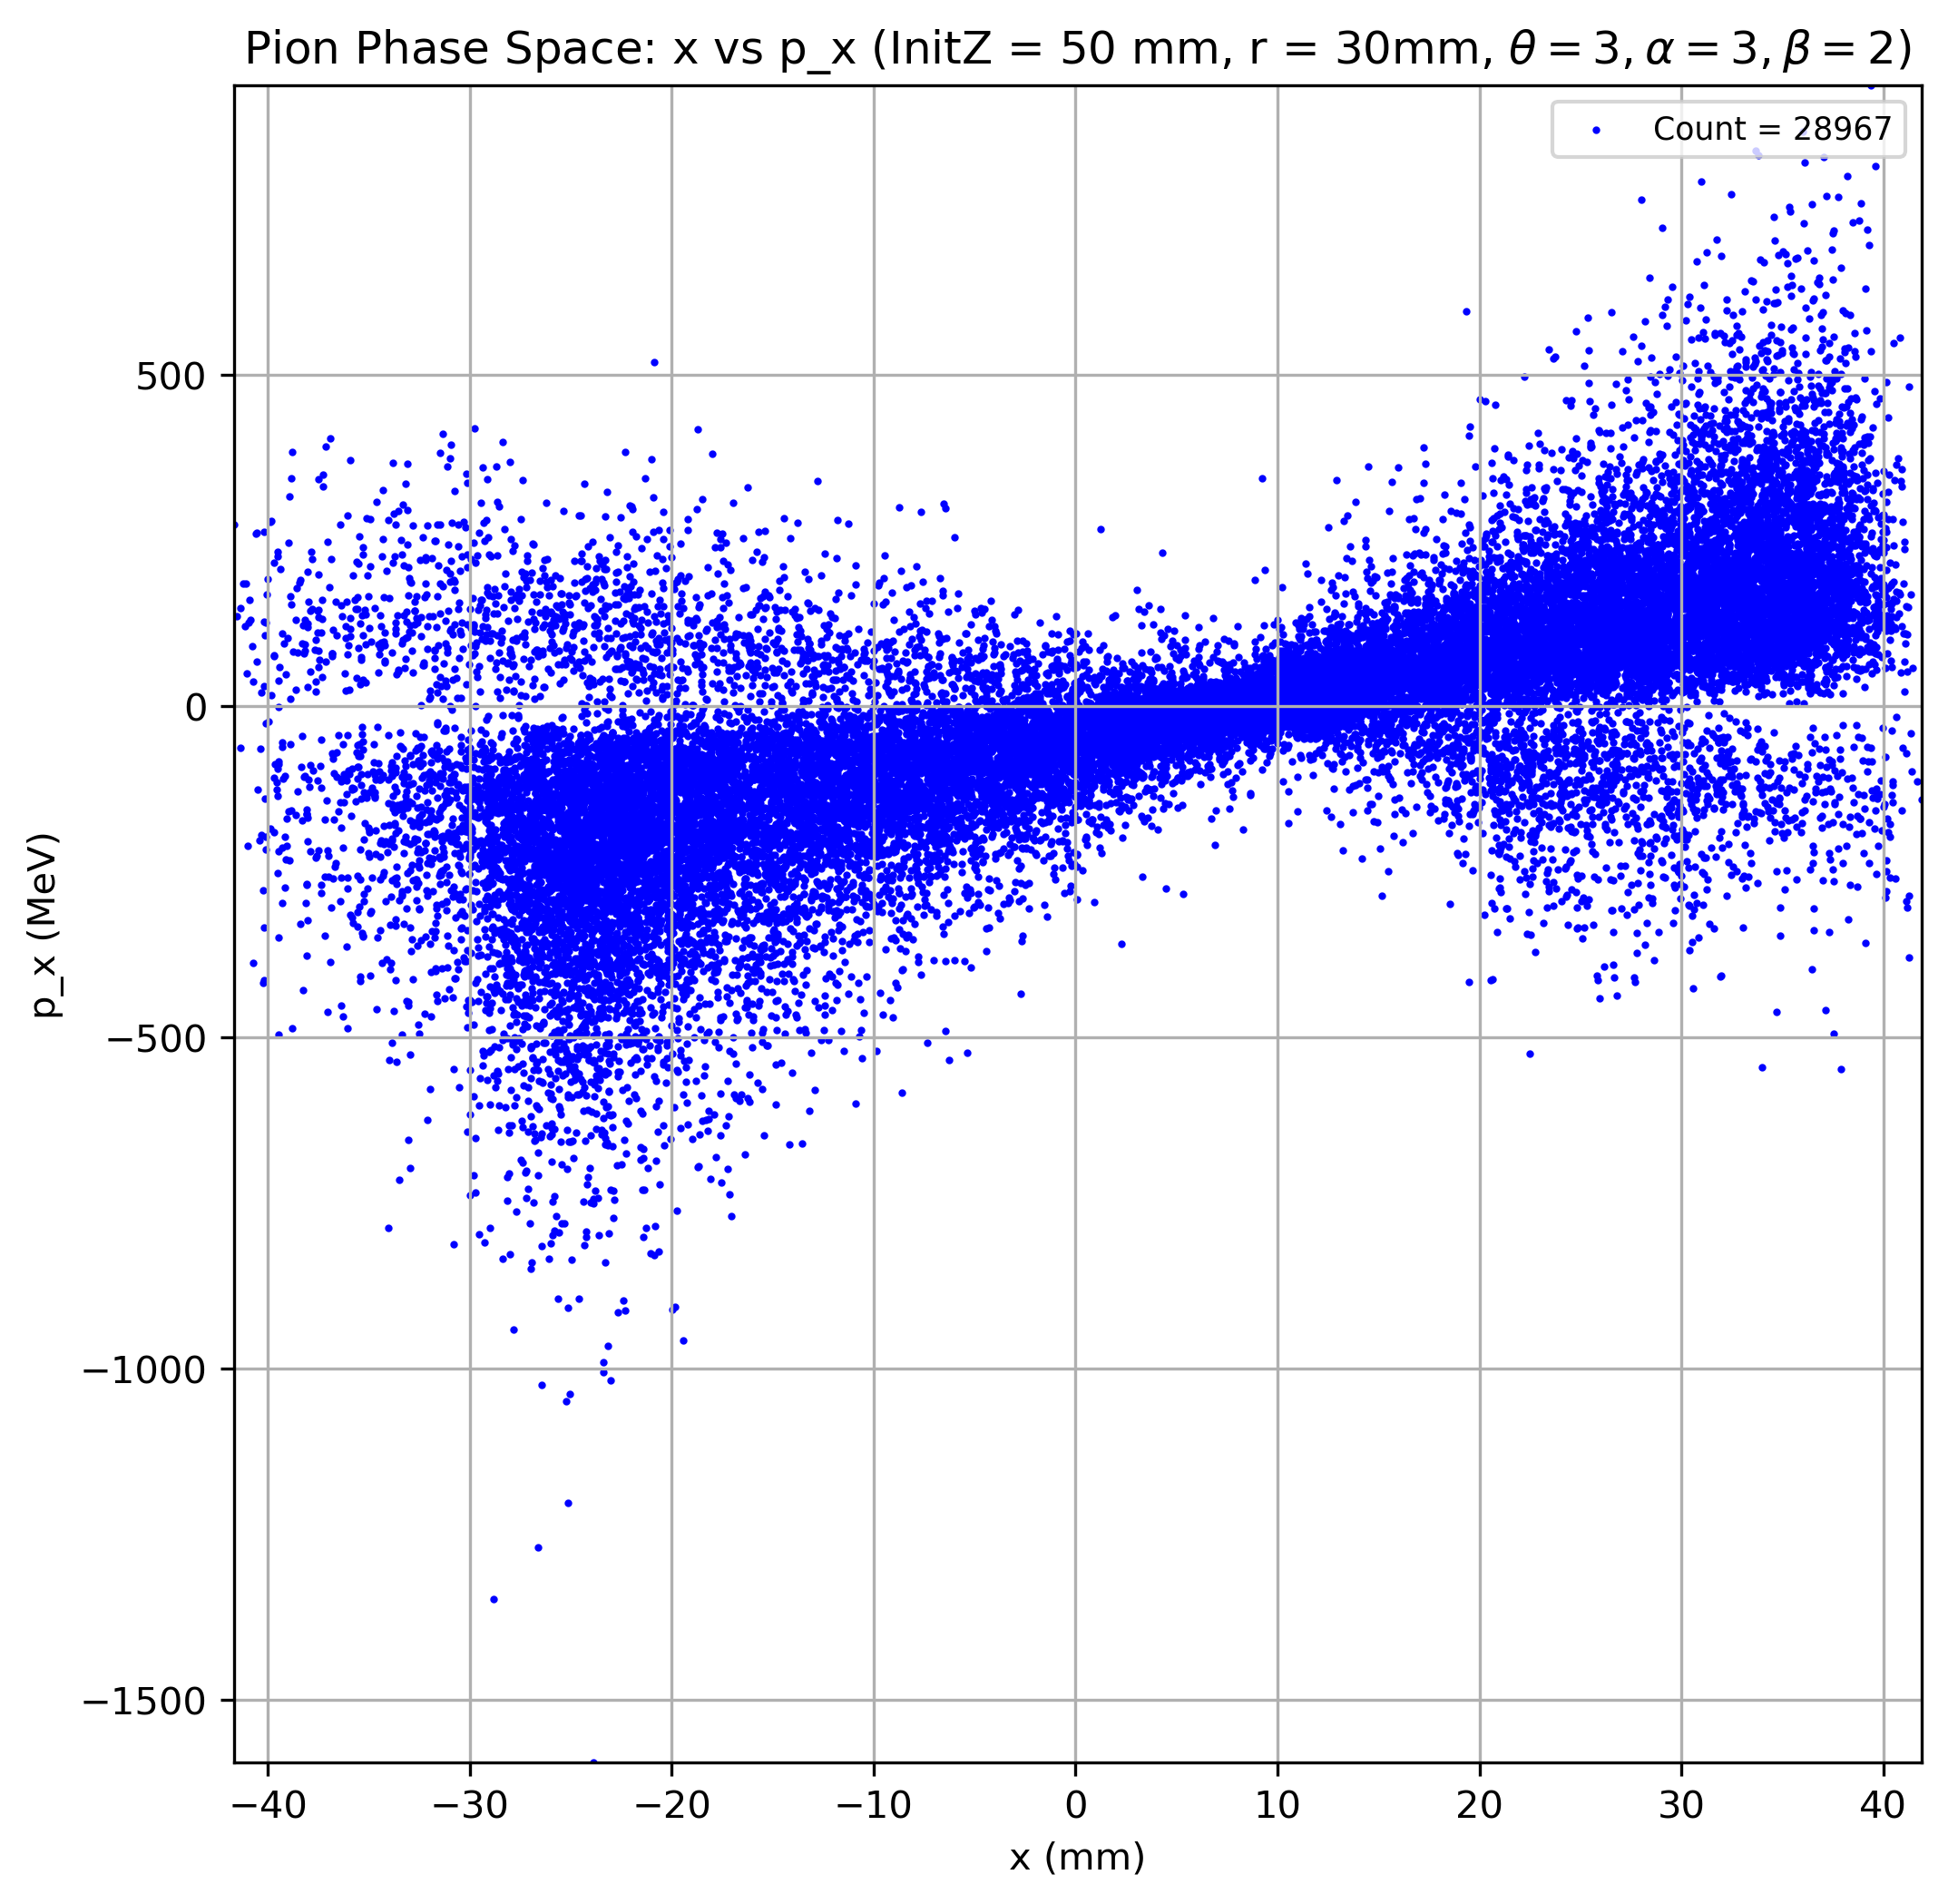 Pion Phase Space: x vs p_x (InitZ = 50 mm, r = 30mm, θ = 3, α = 3, β = 2)
Count = 28967
500
0
−500
−1000
−1500
p_x (MeV)
−40 −30 −20 −10 0 10 20 30 40
x (mm)